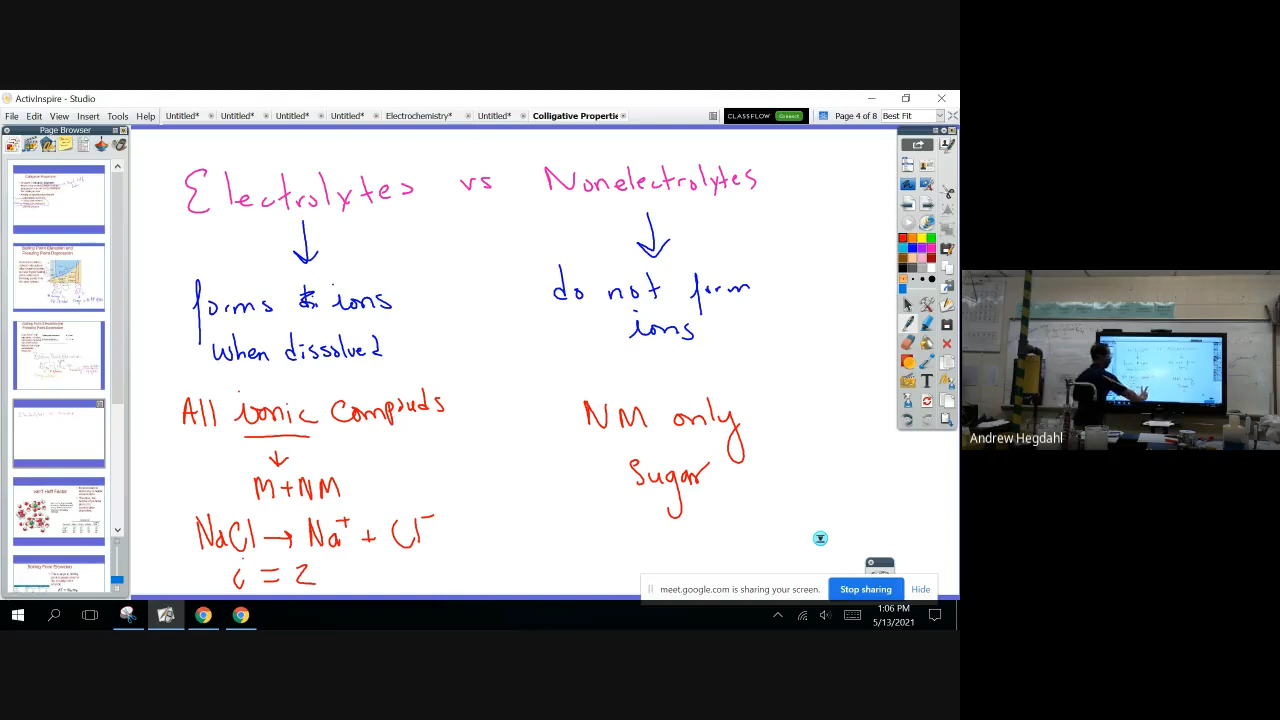 ActivInspire - Studio
File Edit View Insert Tools Help Untitled* Untitled* Untitled* Untitled* Electrochemistry* Untitled* Colligative Propertie CLASSFLOW Page 4 of 8 Best Fit
Page Browser
Electrolytes vs Nonelectrolytes
forms ions do not form
when dissolved ions
All ionic Compouds NM only
M+NM Sugar
NaCl → Na⁺ + Cl⁻
i = 2
Andrew Hegdahl
meet.google.com is sharing your screen. Stop sharing Hide
1:06 PM
5/13/2021